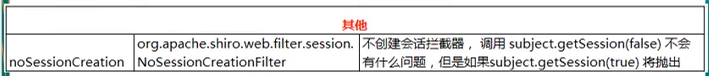 其他
org.apache.shiro.web.filter.session.
不创建会话拦截器，调用 subject.getSession(false) 不会
noSessionCreation
NoSessionCreationFilter
有什么问题，但是如果subject.getSession(true) 将抛出